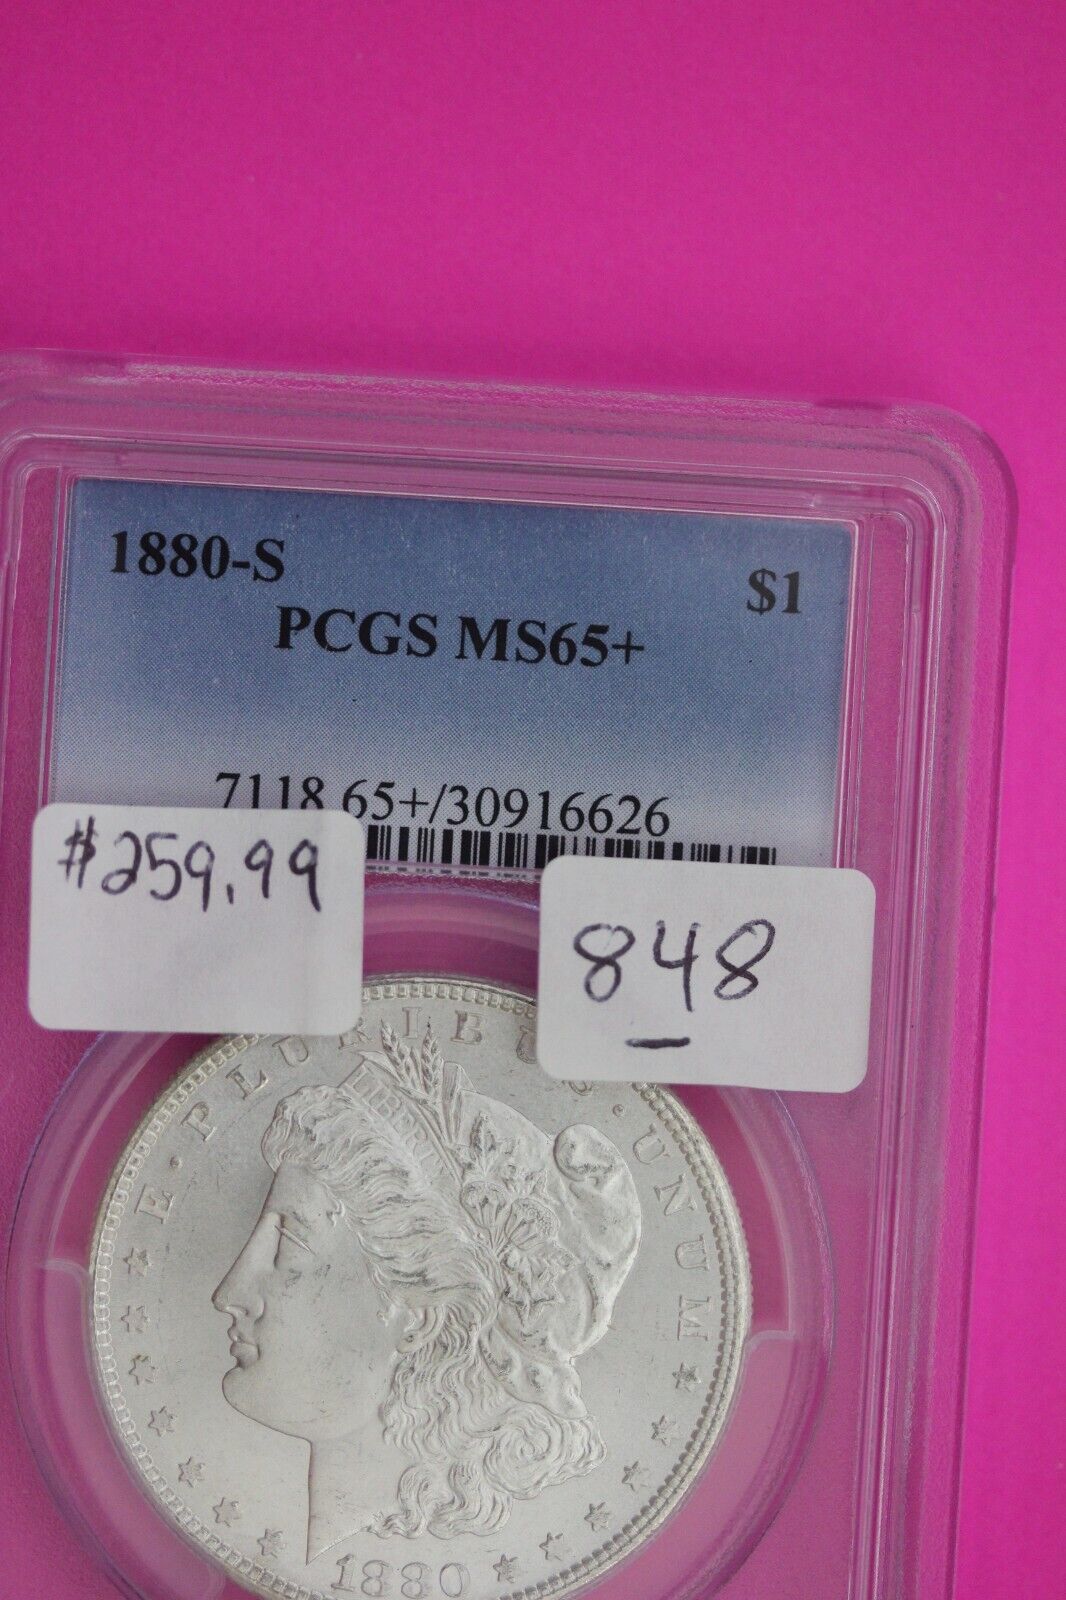 1880-S
$1
PCGS MS65+
7118.65+/30916626
$259.99
848
E · PLURIBUS · UNUM
LIBERTY
1880